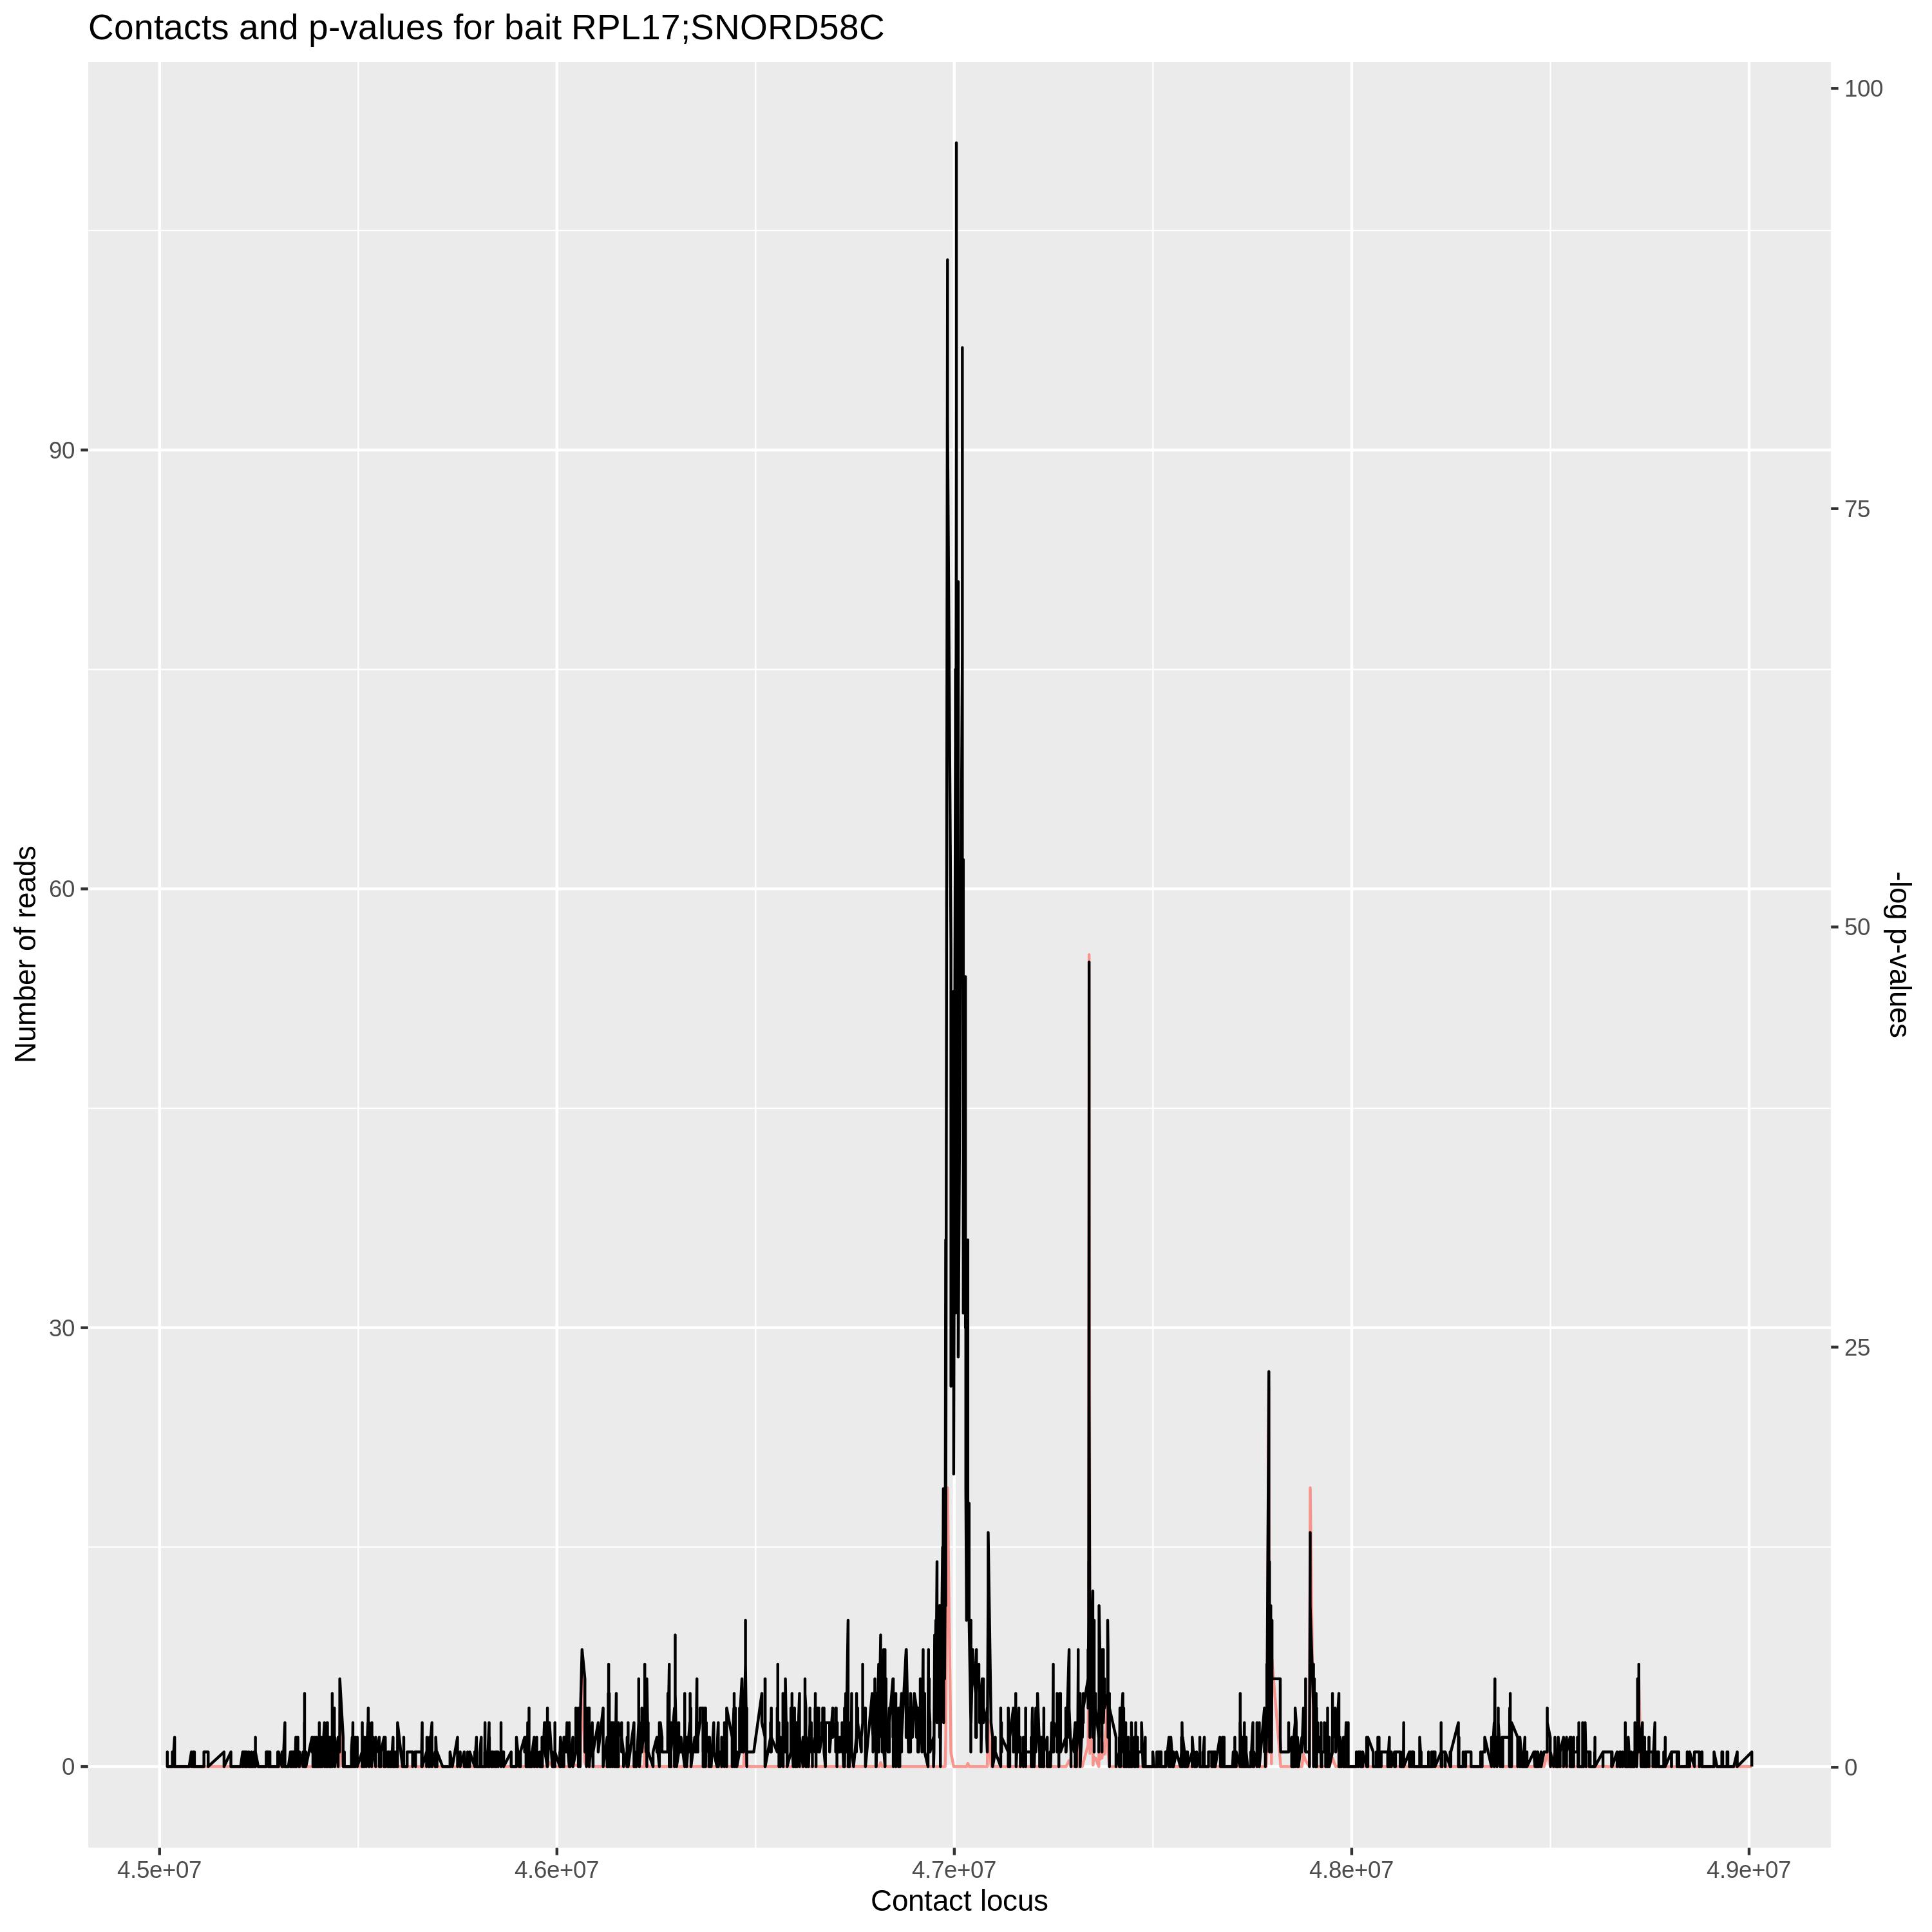 Contacts and p-values for bait RPL17;SNORD58C
Number of reads
90
60
30
0
100
75
50
25
0
-log p-values
4.5e+07
4.6e+07
4.7e+07
4.8e+07
4.9e+07
Contact locus